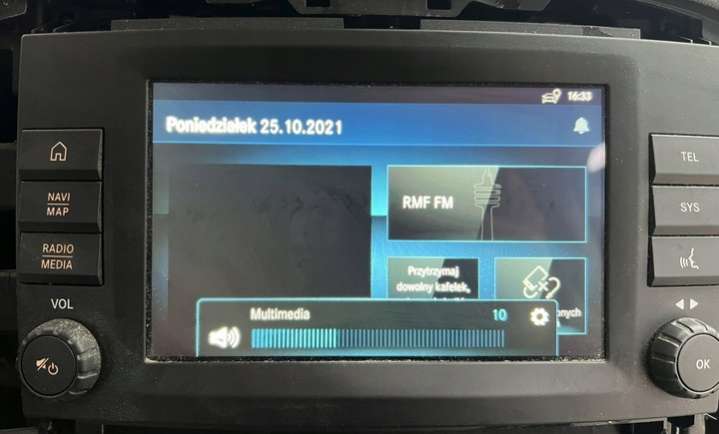 16:33
Poniedziałek 25.10.2021
NAVI
MAP
RADIO
MEDIA
VOL
RMF FM
Przytrzymaj
dowolny kafelek,
Multimedia 10
TEL
SYS
OK